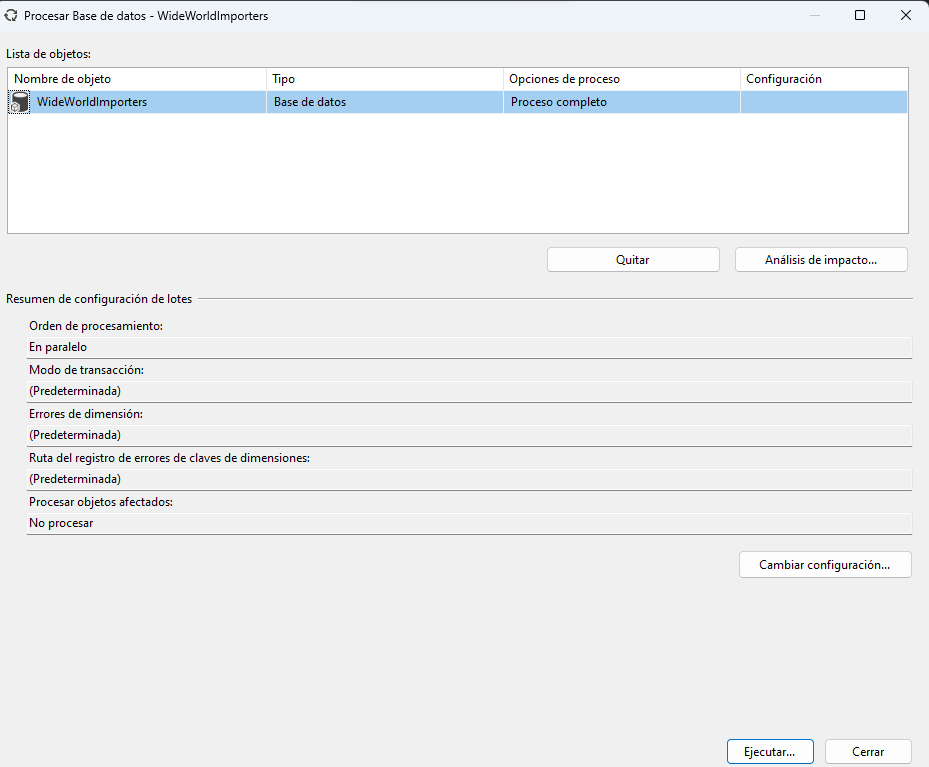 Procesar Base de datos - WideWorldImporters
Lista de objetos:
Nombre de objeto Tipo Opciones de proceso Configuración
WideWorldImporters Base de datos Proceso completo
Quitar Análisis de impacto...
Resumen de configuración de lotes
Orden de procesamiento:
En paralelo
Modo de transacción:
(Predeterminada)
Errores de dimensión:
(Predeterminada)
Ruta del registro de errores de claves de dimensiones:
(Predeterminada)
Procesar objetos afectados:
No procesar
Cambiar configuración...
Ejecutar... Cerrar